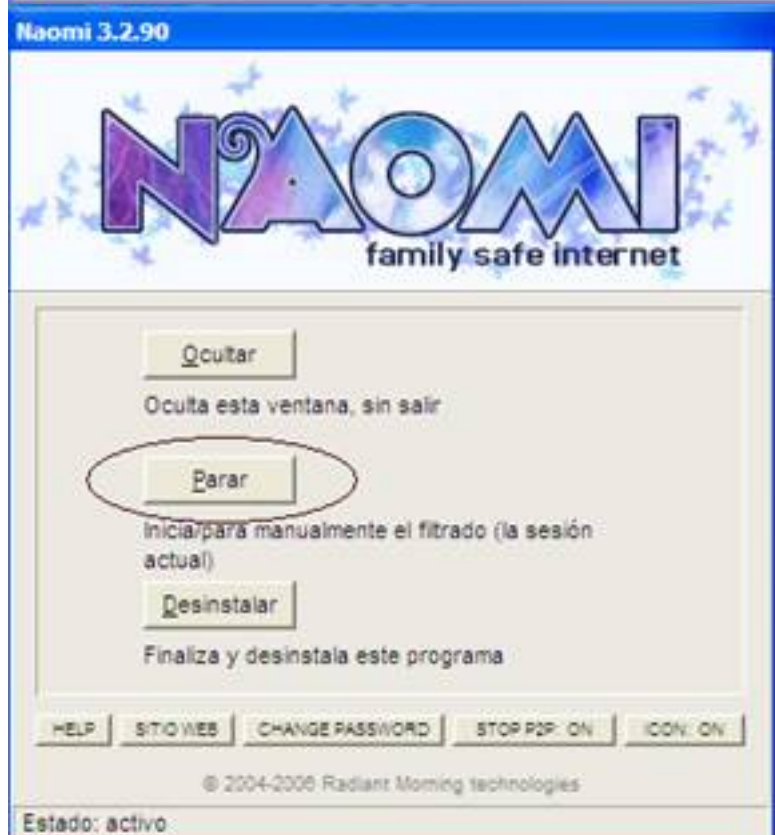 Naomi 3.2.90
NAOMI
family safe internet
Ocultar
Oculta esta ventana, sin salir
Parar
Inicia/para manualmente el filtrado (la sesión
actual)
Desinstalar
Finaliza y desinstala este programa
HELP SITIO WEB CHANGE PASSWORD STOP P2P: ON ICON: ON
© 2004-2006 Radiant Morning technologies
Estado: activo